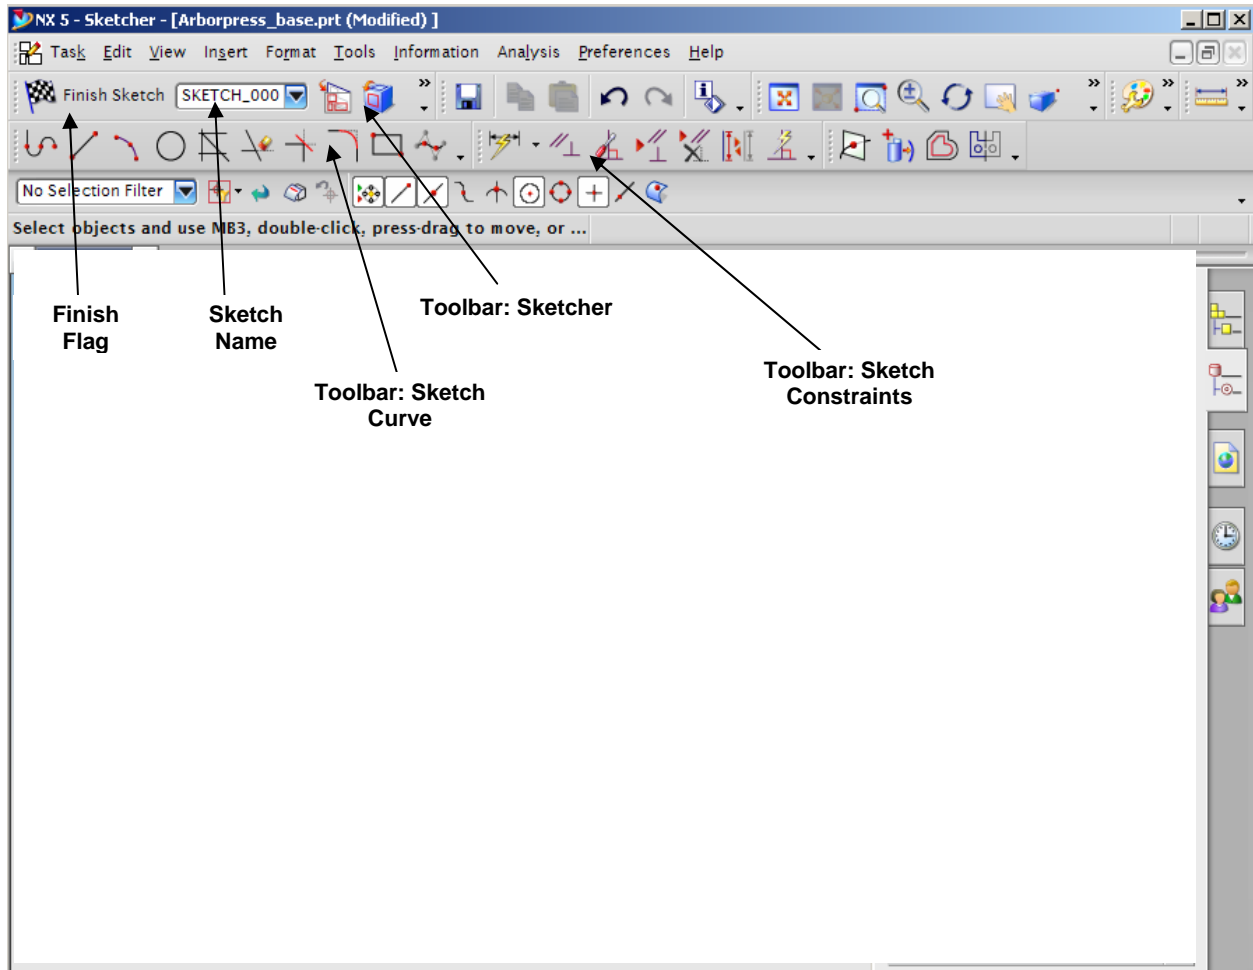 NX 5 - Sketcher - [Arborpress_base.prt (Modified) ]
Task Edit View Insert Format Tools Information Analysis Preferences Help
Finish Sketch SKETCH_000
No Selection Filter
Select objects and use MB3, double-click, press-drag to move, or ...
Finish
Flag
Sketch
Name
Toolbar: Sketcher
Toolbar: Sketch
Curve
Toolbar: Sketch
Constraints